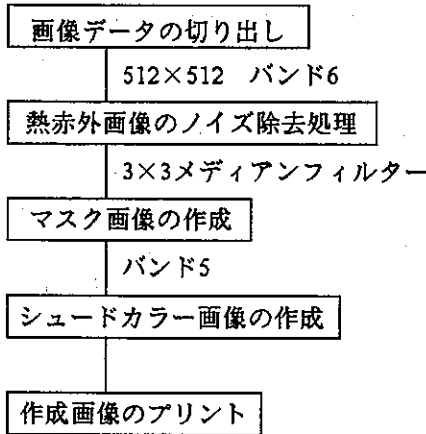 画像データの切り出し
512×512 バンド6
熱赤外画像のノイズ除去処理
3×3メディアンフィルター
マスク画像の作成
バンド5
シュードカラー画像の作成
作成画像のプリント